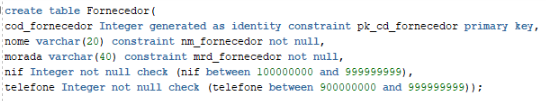 create table Fornecedor(
cod_fornecedor Integer generated as identity constraint pk_cd_fornecedor primary key,
nome varchar(20) constraint nm_fornecedor not null,
morada varchar(40) constraint mrd_fornecedor not null,
nif Integer not null check (nif between 100000000 and 999999999),
telefone Integer not null check (telefone between 900000000 and 999999999));